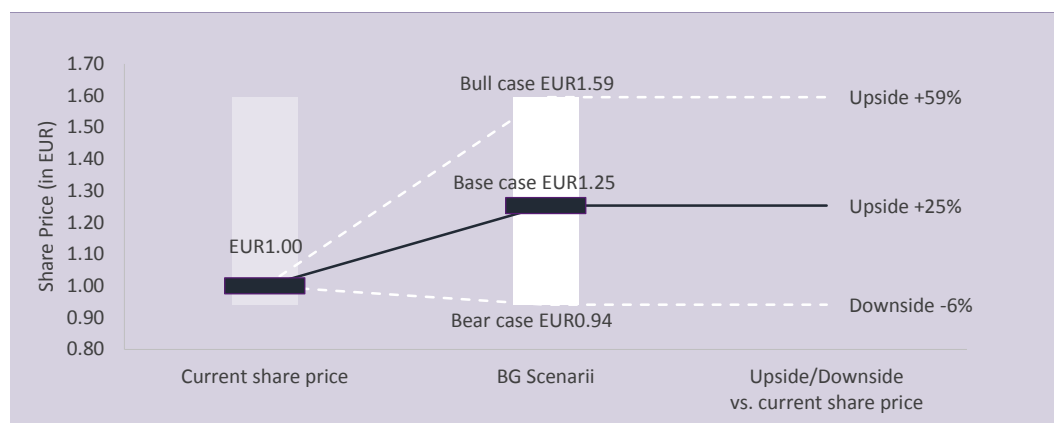 Share Price (in EUR)
1.70
1.60
1.50
1.40
1.30
1.20
1.10
1.00
0.90
0.80
EUR1.00
Bull case EUR1.59
Base case EUR1.25
Bear case EUR0.94
Upside +59%
Upside +25%
Downside -6%
Current share price
BG Scenarii
Upside/Downside
vs. current share price